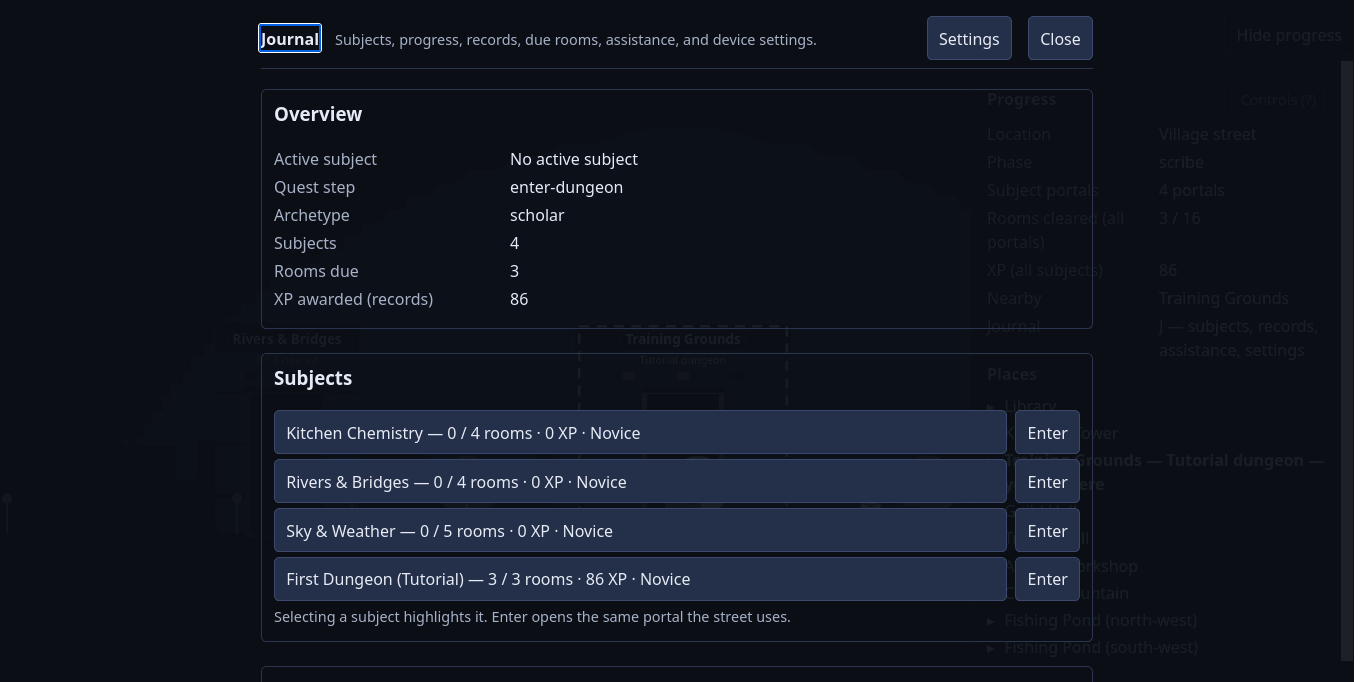 Journal
Subjects, progress, records, due rooms, assistance, and device settings.
Settings
Close
Hide progress
Overview
Active subject No active subject
Quest step enter-dungeon
Archetype scholar
Subjects 4
Rooms due 3
XP awarded (records) 86
Progress
Controls (?)
Location Village street
Phase scribe
Subject portals 4 portals
Rooms cleared (all portals) 3 / 16
XP (all subjects) 86
Nearby Training Grounds
Journal J — subjects, records, assistance, settings
Places
Library
Rivers & Bridges
Training Grounds
Tutorial dungeon
Subjects
Kitchen Chemistry — 0 / 4 rooms · 0 XP · Novice Enter
Rivers & Bridges — 0 / 4 rooms · 0 XP · Novice Enter
Sky & Weather — 0 / 5 rooms · 0 XP · Novice Enter
First Dungeon (Tutorial) — 3 / 3 rooms · 86 XP · Novice Enter
Selecting a subject highlights it. Enter opens the same portal the street uses.
Grounds — Tutorial dungeon —
Fishing Pond (north-west)
Fishing Pond (south-west)